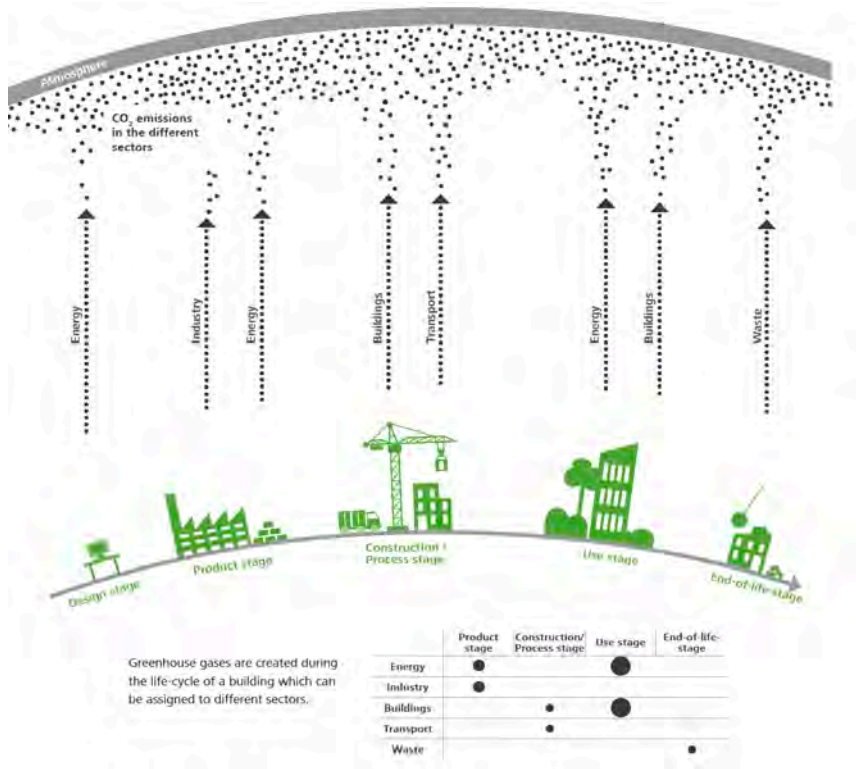 Atmosphere
CO₂ emissions
in the different
sectors
Energy
Industry
Energy
Buildings
Transport
Energy
Buildings
Waste
Design stage
Product stage
Construction /
Process stage
Use stage
End-of-life-stage
Greenhouse gases are created during
the life-cycle of a building which can
be assigned to different sectors.
Product stage Construction/ Process stage Use stage End-of-life- stage
Energy
Industry
Buildings
Transport
Waste